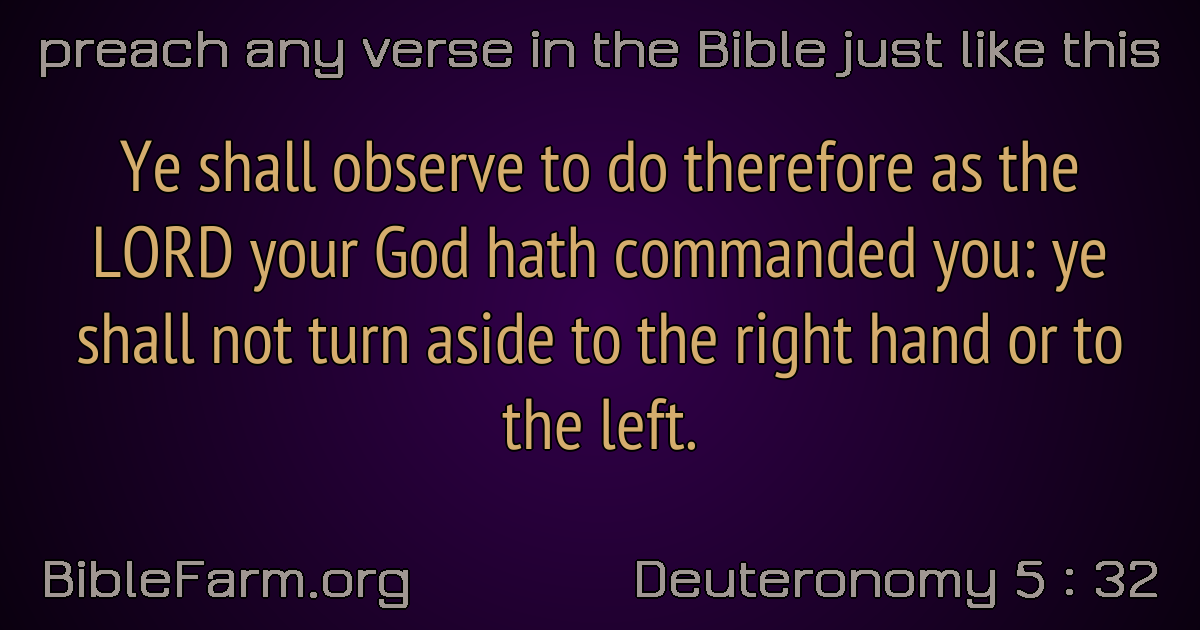 preach any verse in the Bible just like this
Ye shall observe to do therefore as the
LORD your God hath commanded you: ye
shall not turn aside to the right hand or to
the left.
BibleFarm.org
Deuteronomy 5 : 32